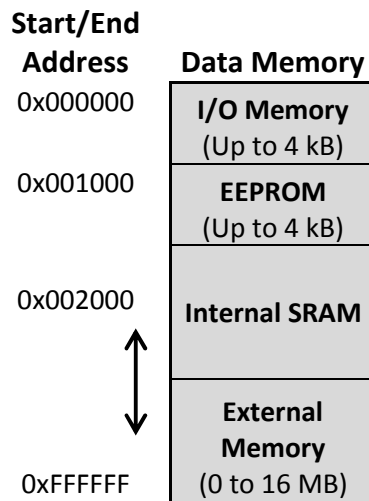 Start/End
Address
Data Memory
0x000000
I/O Memory
(Up to 4 kB)
0x001000
EEPROM
(Up to 4 kB)
0x002000
Internal SRAM
External
Memory
0xFFFFFF
(0 to 16 MB)